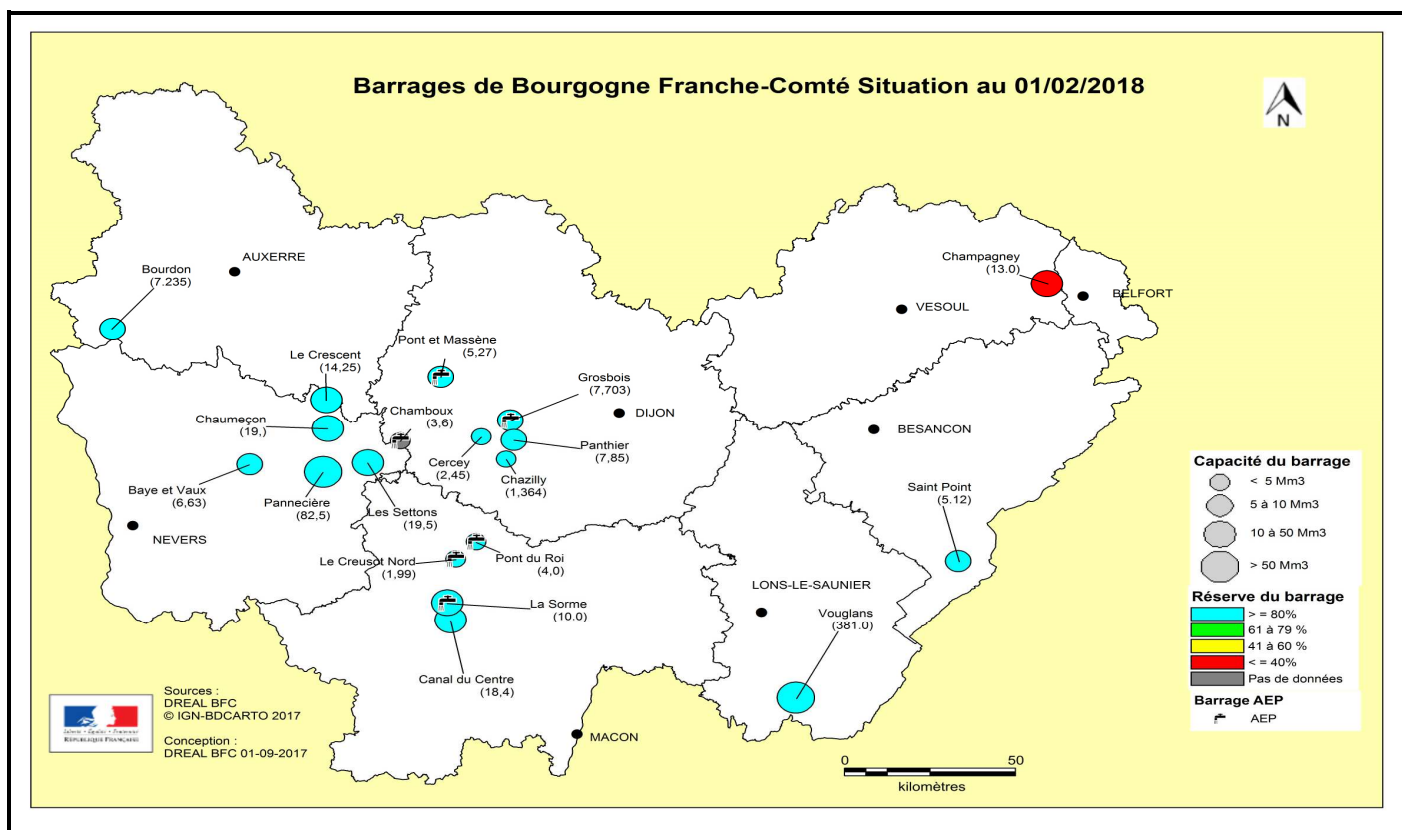 Barrages de Bourgogne Franche-Comté Situation au 01/02/2018
N
AUXERRE
Bourdon
(7.235)
Champagney
(13.0)
BELFORT
VESOUL
Pont et Massène
(5,27)
Le Crescent
(14,25)
Grosbois
(7,703)
Chaumeçon
(19,)
Chamboux
(3,6)
DIJON
BESANCON
Panthier
(7,85)
Cercey
(2,45)
Chazilly
(1,364)
Baye et Vaux
(6,63)
Pannecière
(82,5)
Les Settons
(19,5)
Saint Point
(5.12)
NEVERS
Le Creusot Nord
(1,99)
Pont du Roi
(4,0)
LONS-LE-SAUNIER
La Sorme
(10.0)
Vouglans
(381.0)
Canal du Centre
(18,4)
MACON
Capacité du barrage
< 5 Mm3
5 à 10 Mm3
10 à 50 Mm3
> 50 Mm3
Réserve du barrage
> = 80%
61 à 79 %
41 à 60 %
< = 40%
Pas de données
Barrage AEP
AEP
Liberté • Égalité • Fraternité
RÉPUBLIQUE FRANÇAISE
Sources :
DREAL BFC
© IGN-BDCARTO 2017
Conception :
DREAL BFC 01-09-2017
0 50
kilomètres